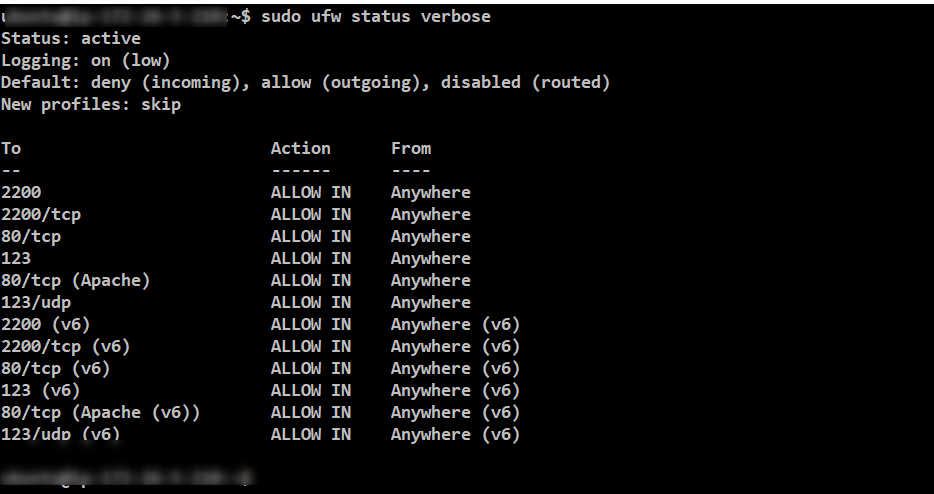 :~$ sudo ufw status verbose
Status: active
Logging: on (low)
Default: deny (incoming), allow (outgoing), disabled (routed)
New profiles: skip
To                         Action      From
--                         ------      ----
2200                       ALLOW IN    Anywhere
2200/tcp                   ALLOW IN    Anywhere
80/tcp                     ALLOW IN    Anywhere
123                        ALLOW IN    Anywhere
80/tcp (Apache)            ALLOW IN    Anywhere
123/udp                    ALLOW IN    Anywhere
2200 (v6)                  ALLOW IN    Anywhere (v6)
2200/tcp (v6)              ALLOW IN    Anywhere (v6)
80/tcp (v6)                ALLOW IN    Anywhere (v6)
123 (v6)                   ALLOW IN    Anywhere (v6)
80/tcp (Apache (v6))       ALLOW IN    Anywhere (v6)
123/udp (v6)               ALLOW IN    Anywhere (v6)